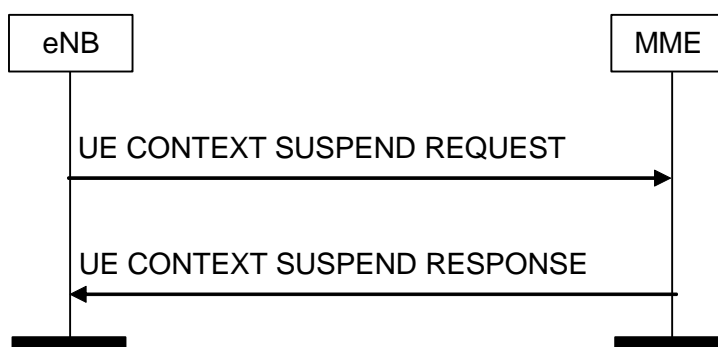 eNB
MME
UE CONTEXT SUSPEND REQUEST
UE CONTEXT SUSPEND RESPONSE